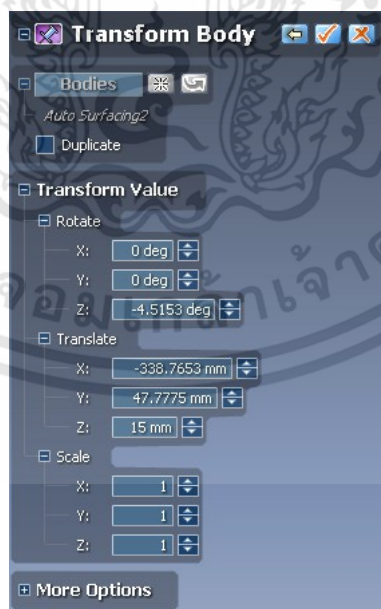 Transform Body
Bodies
Auto Surfacing2
Duplicate
Transform Value
Rotate
X: 0 deg
Y: 0 deg
Z: -4.5153 deg
Translate
X: -338.7653 mm
Y: 47.7775 mm
Z: 15 mm
Scale
X: 1
Y: 1
Z: 1
More Options